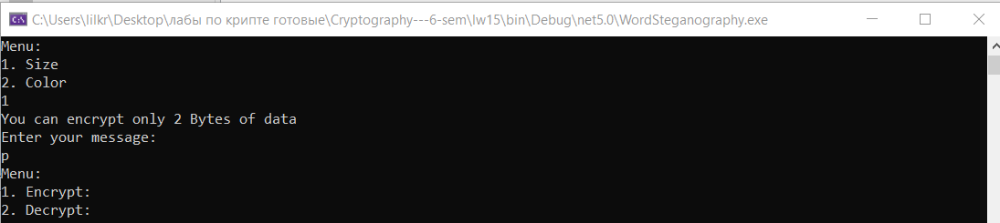 C:\Users\lilkr\Desktop\лабы по крипте готовые\Cryptography---6-sem\lw15\bin\Debug\net5.0\WordSteganography.exe
Menu:
1. Size
2. Color
1
You can encrypt only 2 Bytes of data
Enter your message:
p
Menu:
1. Encrypt:
2. Decrypt: